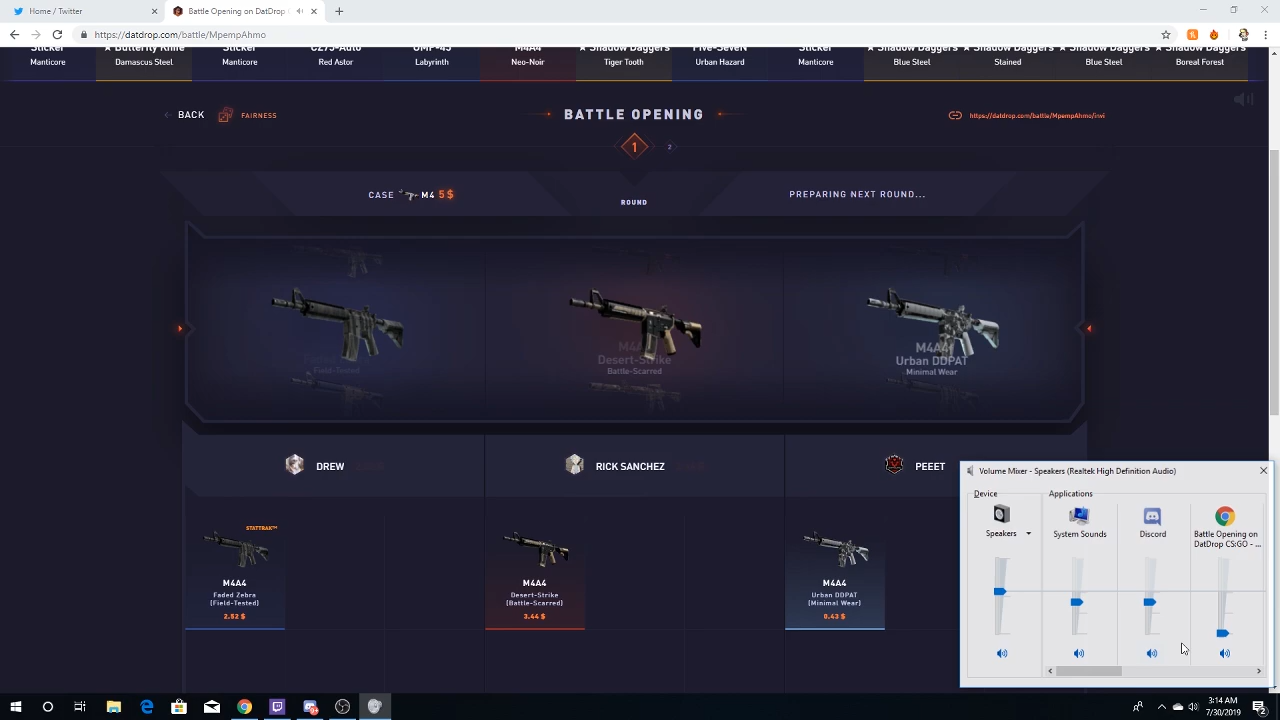 Home / Twitter
Battle Opening on DatDrop
https://datdrop.com/battle/MpempAhmo
Sticker ★ Butterfly Knife Sticker CZ75-Auto UMP-45 M4A4 ★ Shadow Daggers Five-SeveN Sticker ★ Shadow Daggers ★ Shadow Daggers ★ Shadow Daggers ★ Shadow Daggers
Manticore Damascus Steel Manticore Red Astor Labyrinth Neo-Noir Tiger Tooth Urban Hazard Manticore Blue Steel Stained Blue Steel Boreal Forest
BACK FAIRNESS BATTLE OPENING https://datdrop.com/battle/MpempAhmo/invi
1 2
CASE M4 5$ ROUND PREPARING NEXT ROUND...
M4A4
Desert-Strike
Battle-Scarred
Field-Tested
M4A4
Urban DDPAT
Minimal Wear
DREW RICK SANCHEZ PEEET
STATTRAK™
M4A4
Faded Zebra
(Field-Tested)
2.52 $
M4A4
Desert-Strike
(Battle-Scarred)
3.44 $
M4A4
Urban DDPAT
(Minimal Wear)
0.43 $
Volume Mixer - Speakers (Realtek High Definition Audio)
Device Applications
Speakers System Sounds Discord Battle Opening on
DatDrop CS:GO - ...
3:14 AM
7/30/2019
2